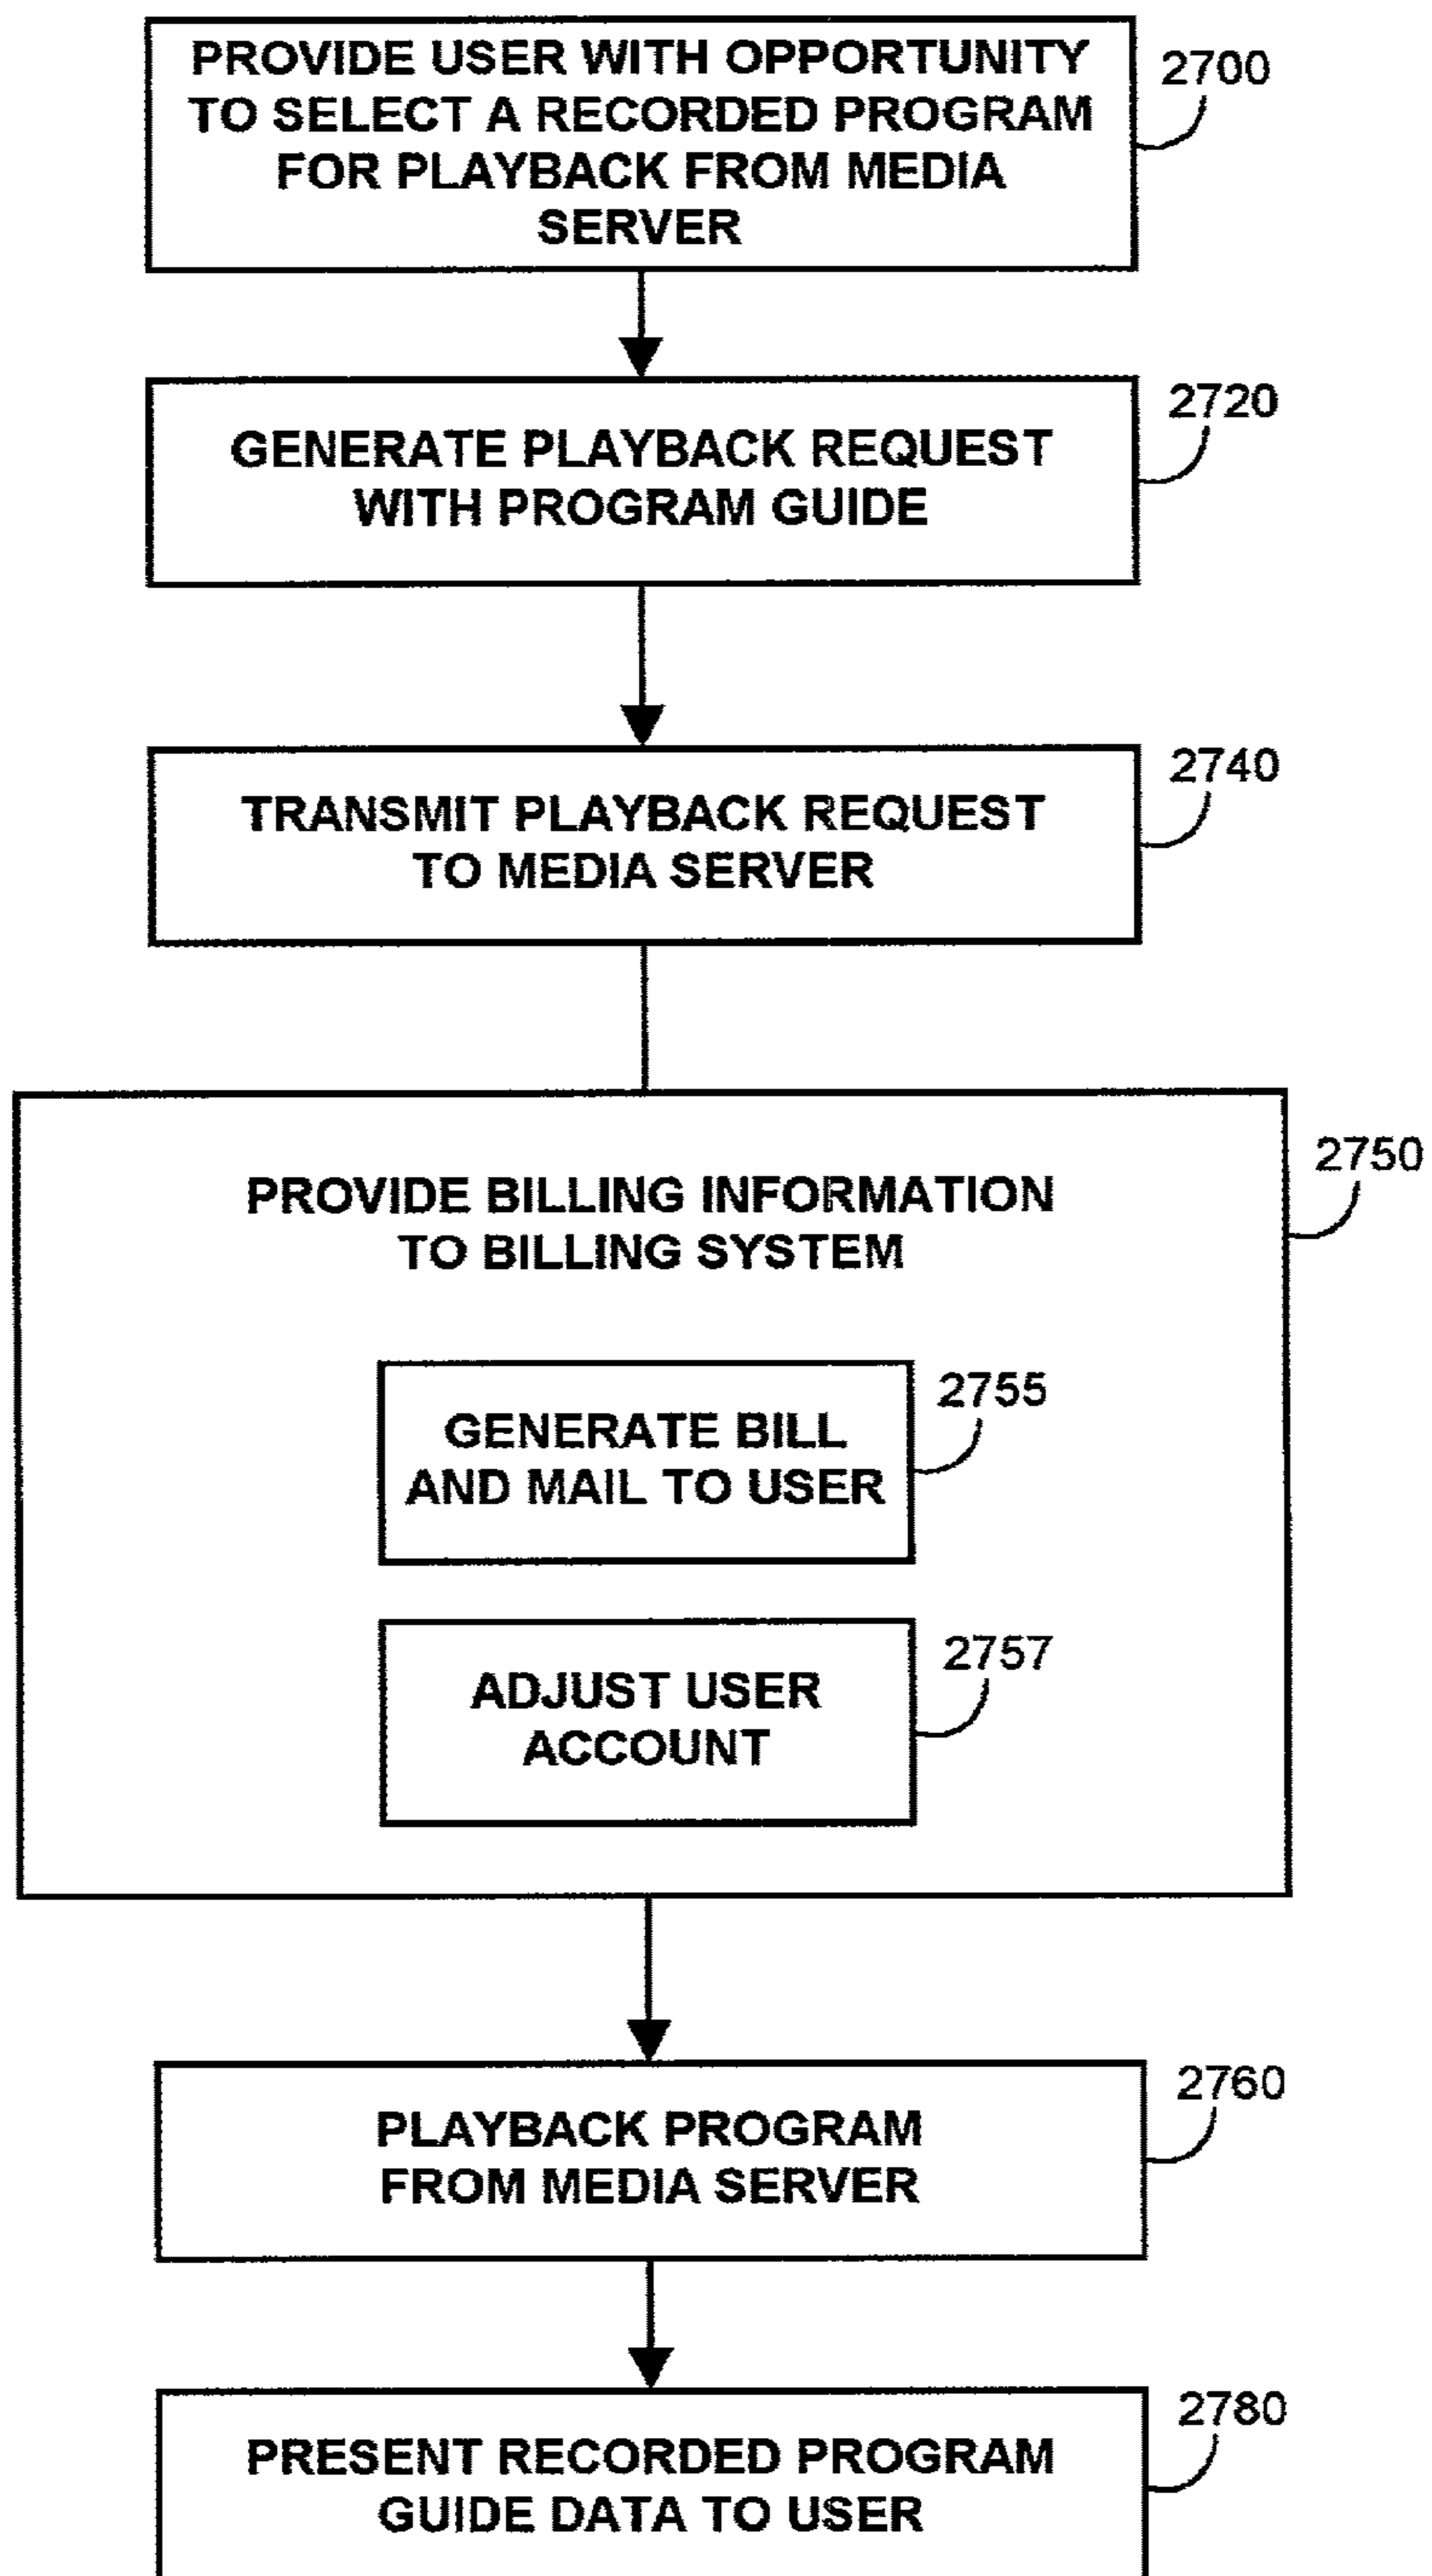 PROVIDE USER WITH OPPORTUNITY
TO SELECT A RECORDED PROGRAM
FOR PLAYBACK FROM MEDIA
SERVER
2700
GENERATE PLAYBACK REQUEST
WITH PROGRAM GUIDE
2720
TRANSMIT PLAYBACK REQUEST
TO MEDIA SERVER
2740
PROVIDE BILLING INFORMATION
TO BILLING SYSTEM
2750
GENERATE BILL
AND MAIL TO USER
2755
ADJUST USER
ACCOUNT
2757
PLAYBACK PROGRAM
FROM MEDIA SERVER
2760
PRESENT RECORDED PROGRAM
GUIDE DATA TO USER
2780